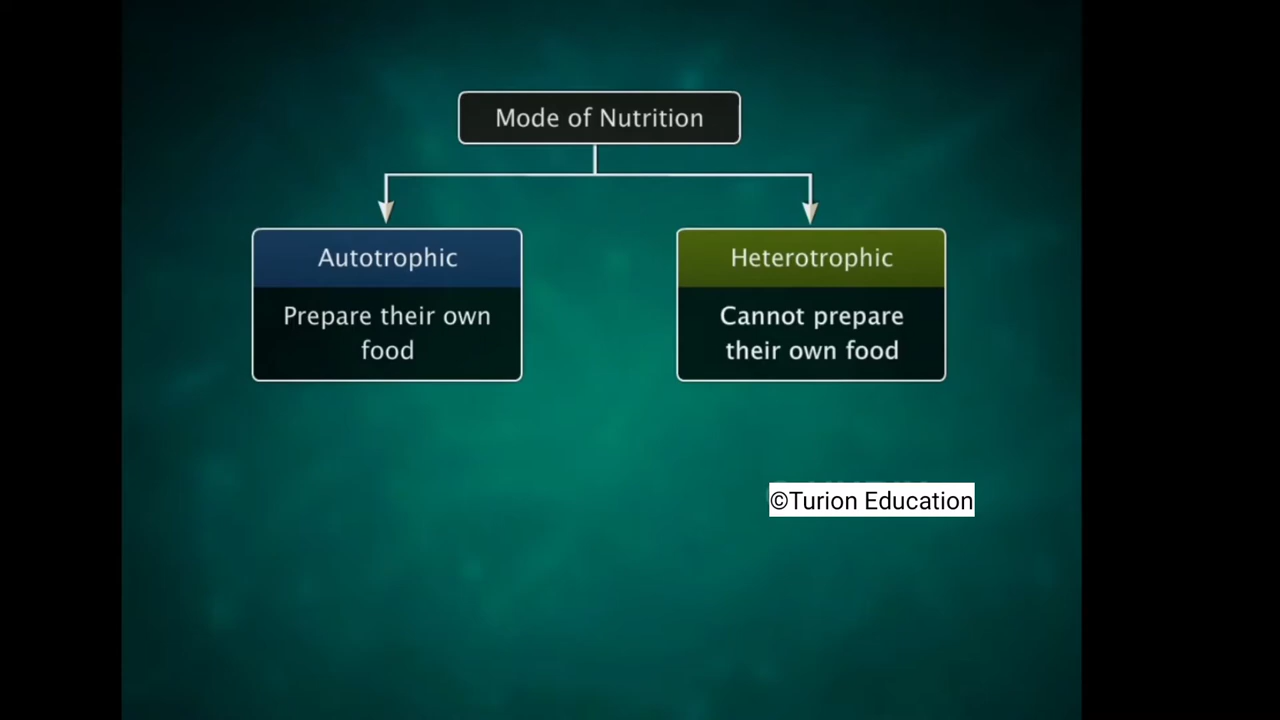 Mode of Nutrition
Autotrophic
Prepare their own
food
Heterotrophic
Cannot prepare
their own food
©Turion Education